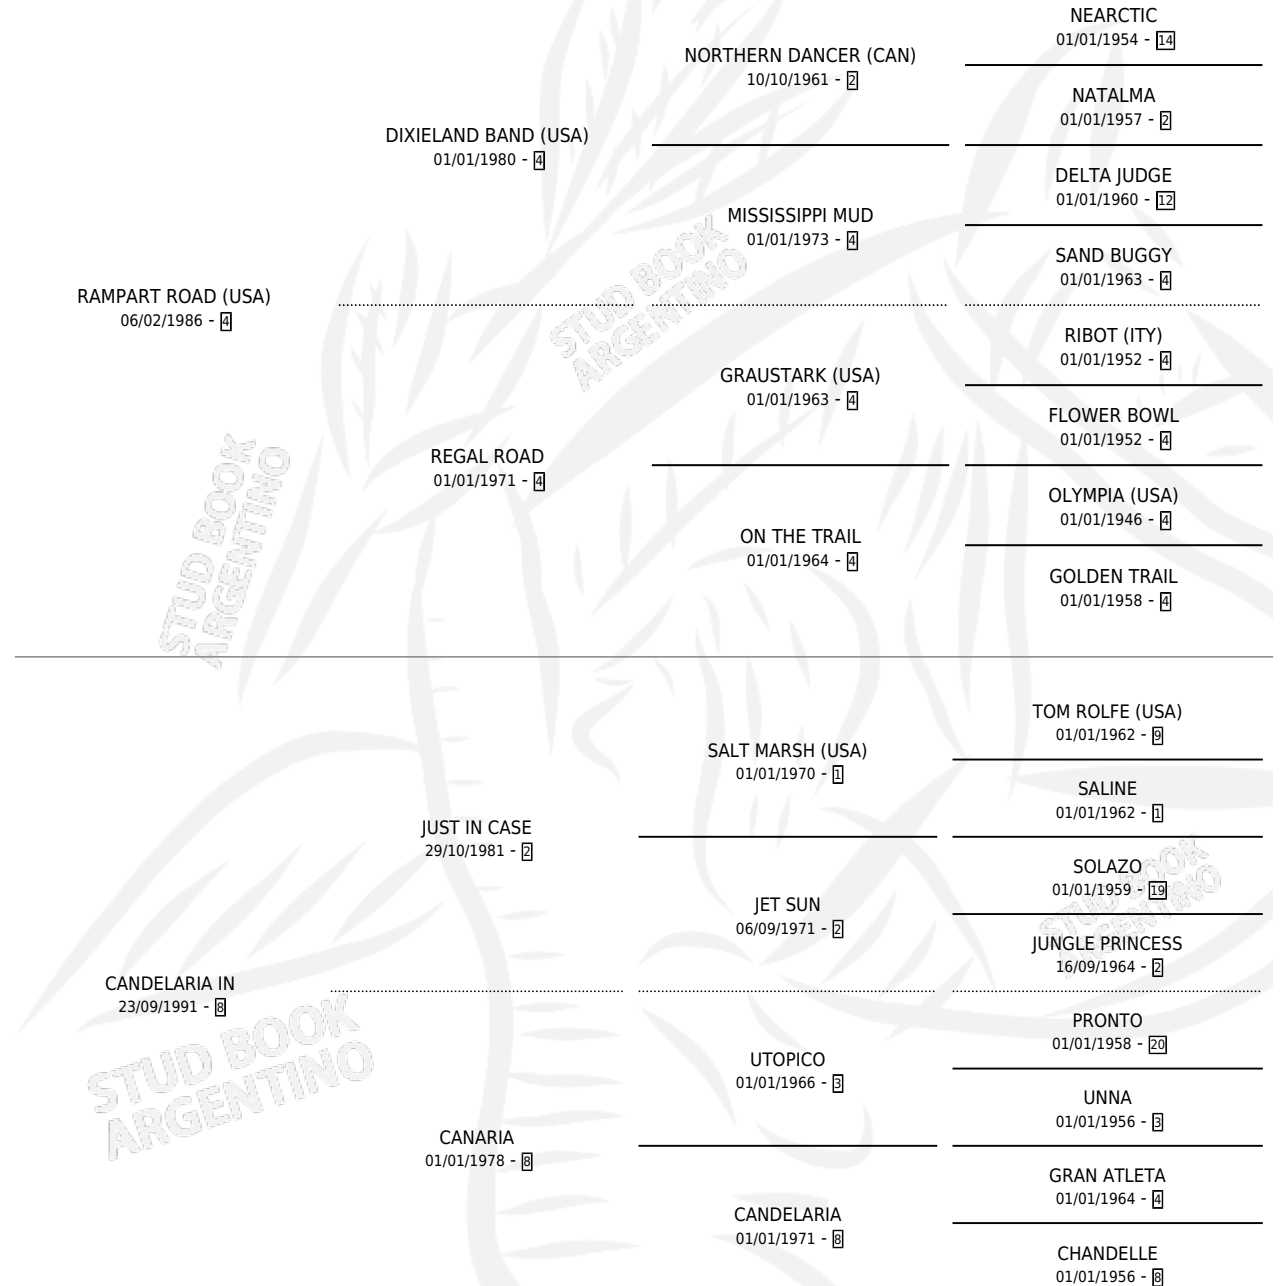 NEARCTIC
01/01/1954 - 14
NORTHERN DANCER (CAN)
10/10/1961 - 2
NATALMA
01/01/1957 - 2
DIXIELAND BAND (USA)
01/01/1980 - 4
DELTA JUDGE
01/01/1960 - 12
MISSISSIPPI MUD
01/01/1973 - 4
SAND BUGGY
01/01/1963 - 4
RAMPART ROAD (USA)
06/02/1986 - 4
STUD BOOK
ARGENTINO
RIBOT (ITY)
01/01/1952 - 4
GRAUSTARK (USA)
01/01/1963 - 4
FLOWER BOWL
01/01/1952 - 4
REGAL ROAD
01/01/1971 - 4
OLYMPIA (USA)
01/01/1946 - 4
ON THE TRAIL
01/01/1964 - 4
GOLDEN TRAIL
01/01/1958 - 4
STUD BOOK
ARGENTINO
TOM ROLFE (USA)
01/01/1962 - 9
SALT MARSH (USA)
01/01/1970 - 1
SALINE
01/01/1962 - 1
JUST IN CASE
29/10/1981 - 2
SOLAZO
01/01/1959 - 19
JET SUN
06/09/1971 - 2
STUD BOOK
ARGENTINO
JUNGLE PRINCESS
16/09/1964 - 2
CANDELARIA IN
23/09/1991 - 8
PRONTO
01/01/1958 - 20
UTOPICO
01/01/1966 - 3
UNNA
01/01/1956 - 3
STUD BOOK
ARGENTINO
CANARIA
01/01/1978 - 8
GRAN ATLETA
01/01/1964 - 4
CANDELARIA
01/01/1971 - 8
CHANDELLE
01/01/1956 - 8